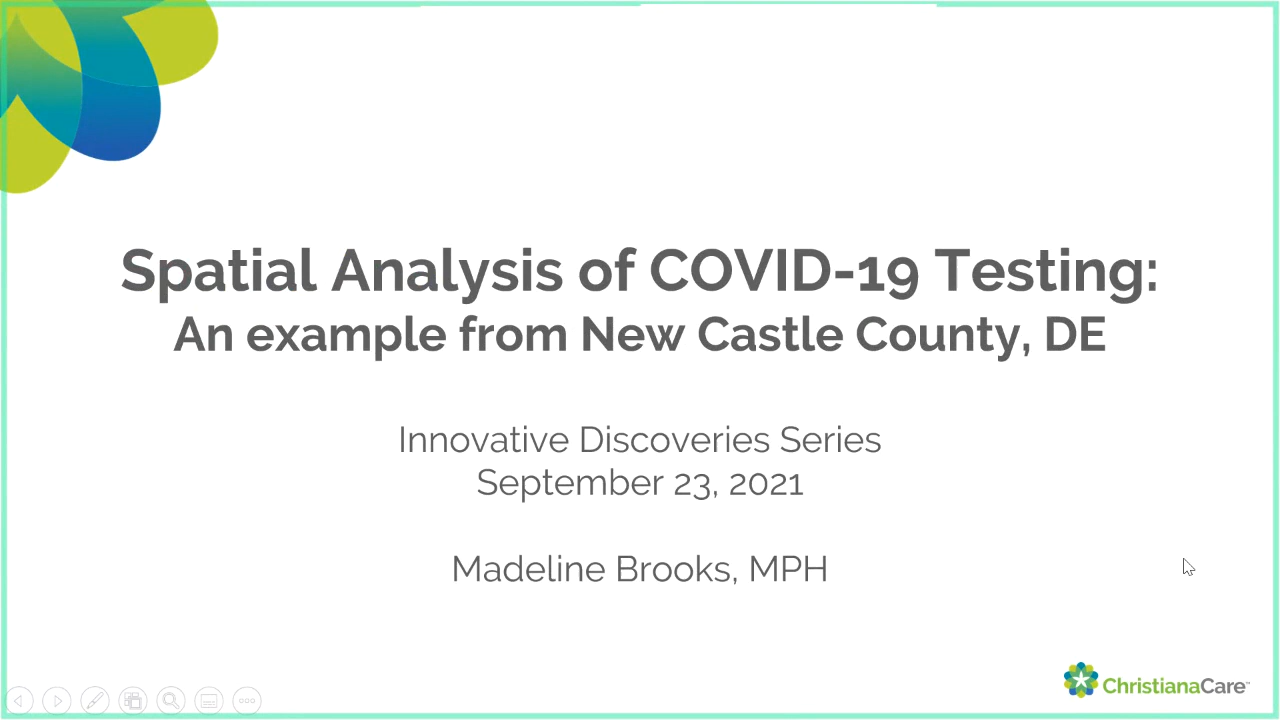 Spatial Analysis of COVID-19 Testing:
An example from New Castle County, DE
Innovative Discoveries Series
September 23, 2021
Madeline Brooks, MPH
ChristianaCare™